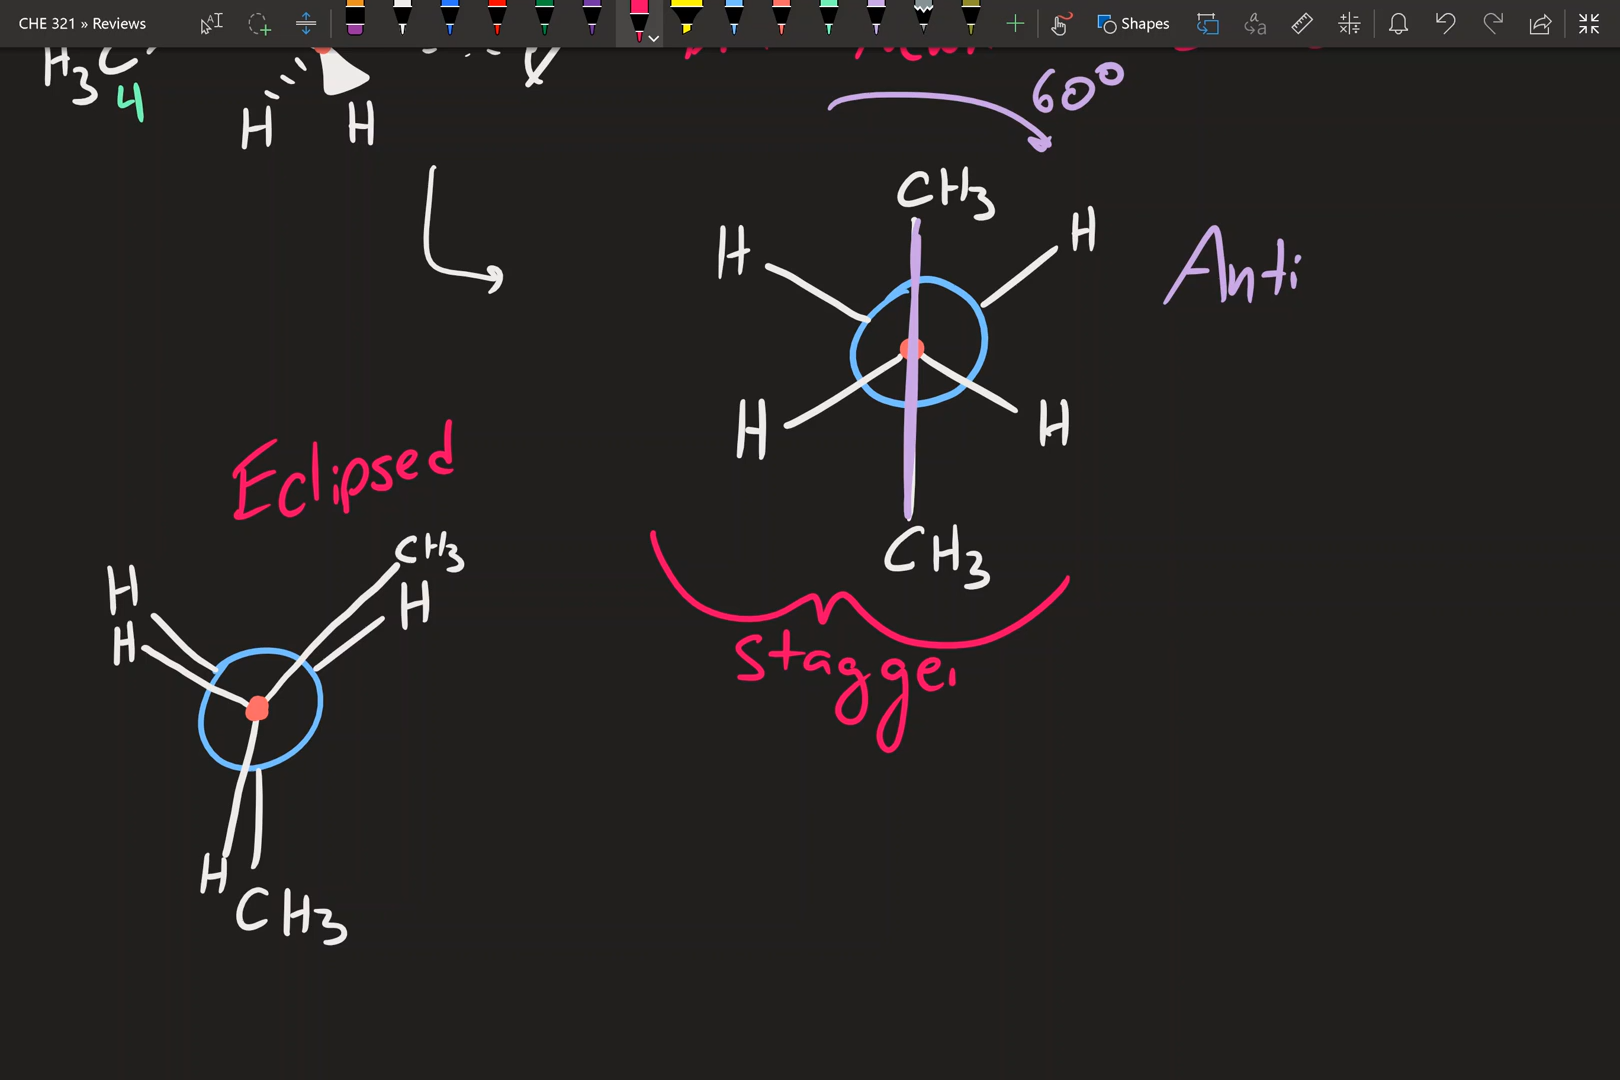 CHE 321 » Reviews
Shapes
H3C
4
H H
60°
CH3
H H
Anti
H H
CH3
Eclipsed
CH3
H H
H
Stagger
H
CH3